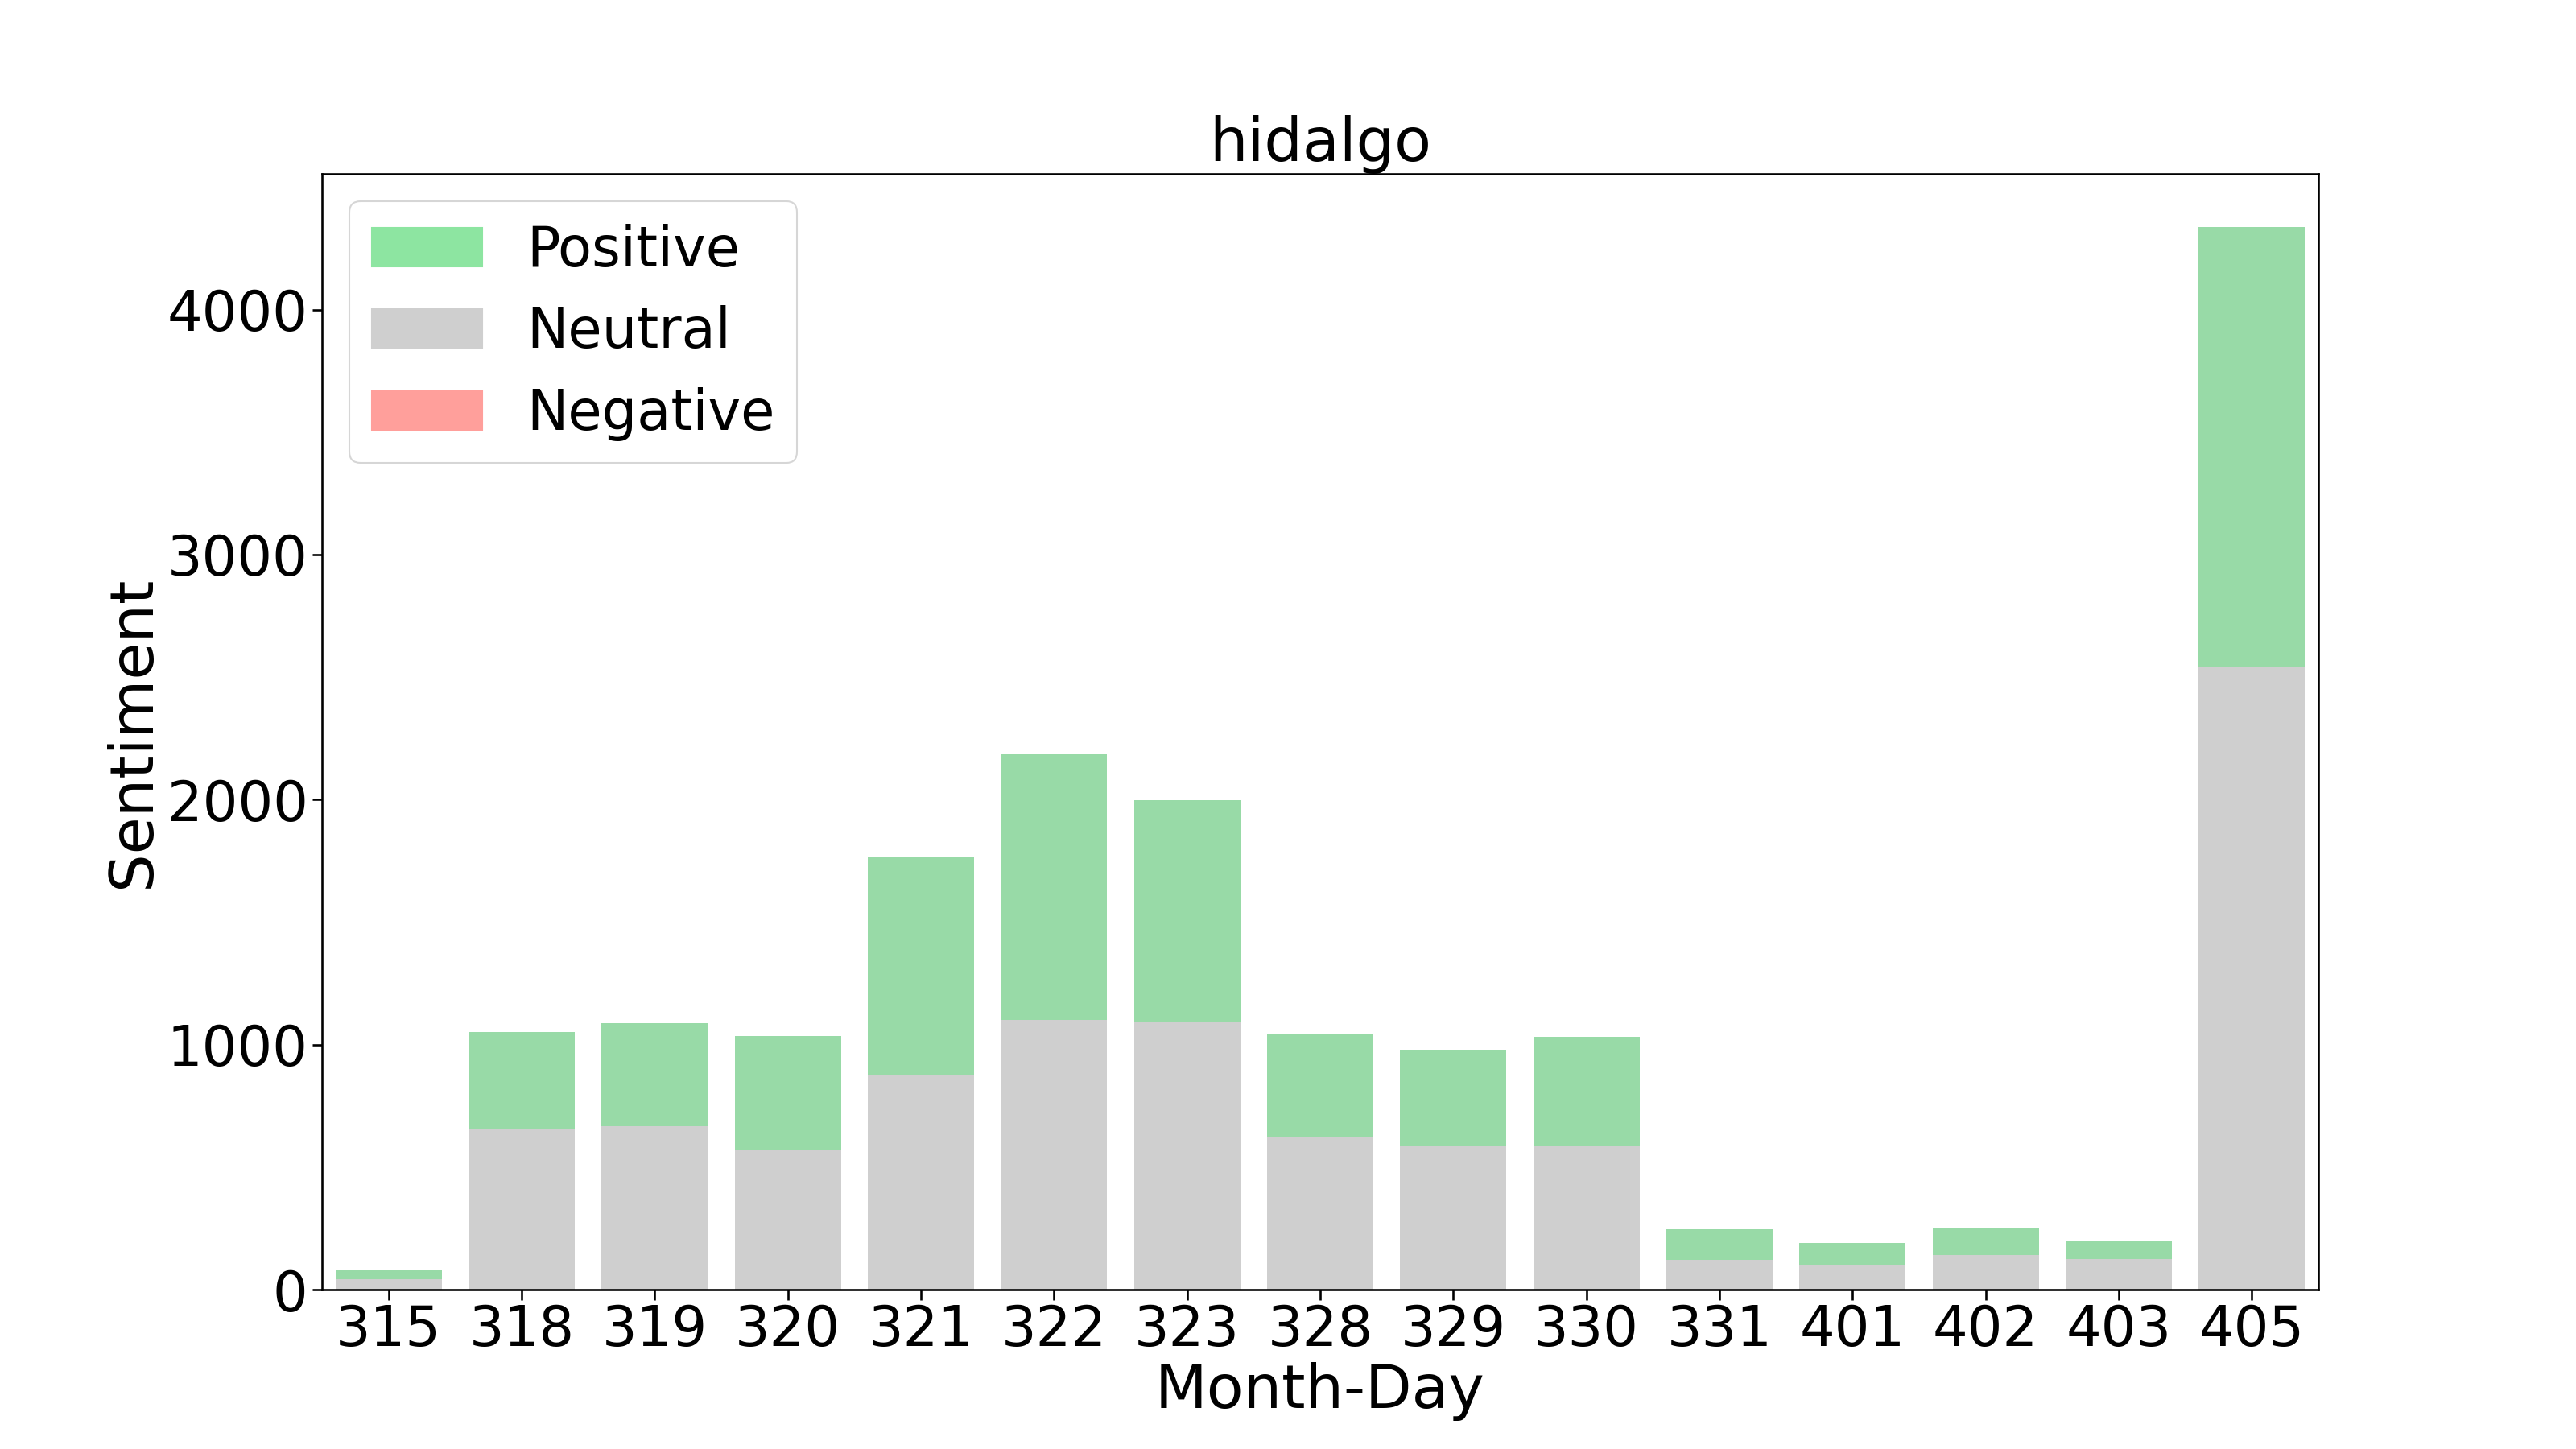 hidalgo
Positive
Neutral
Negative
4000
3000
2000
1000
0
Sentiment
315 318 319 320 321 322 323 328 329 330 331 401 402 403 405
Month-Day